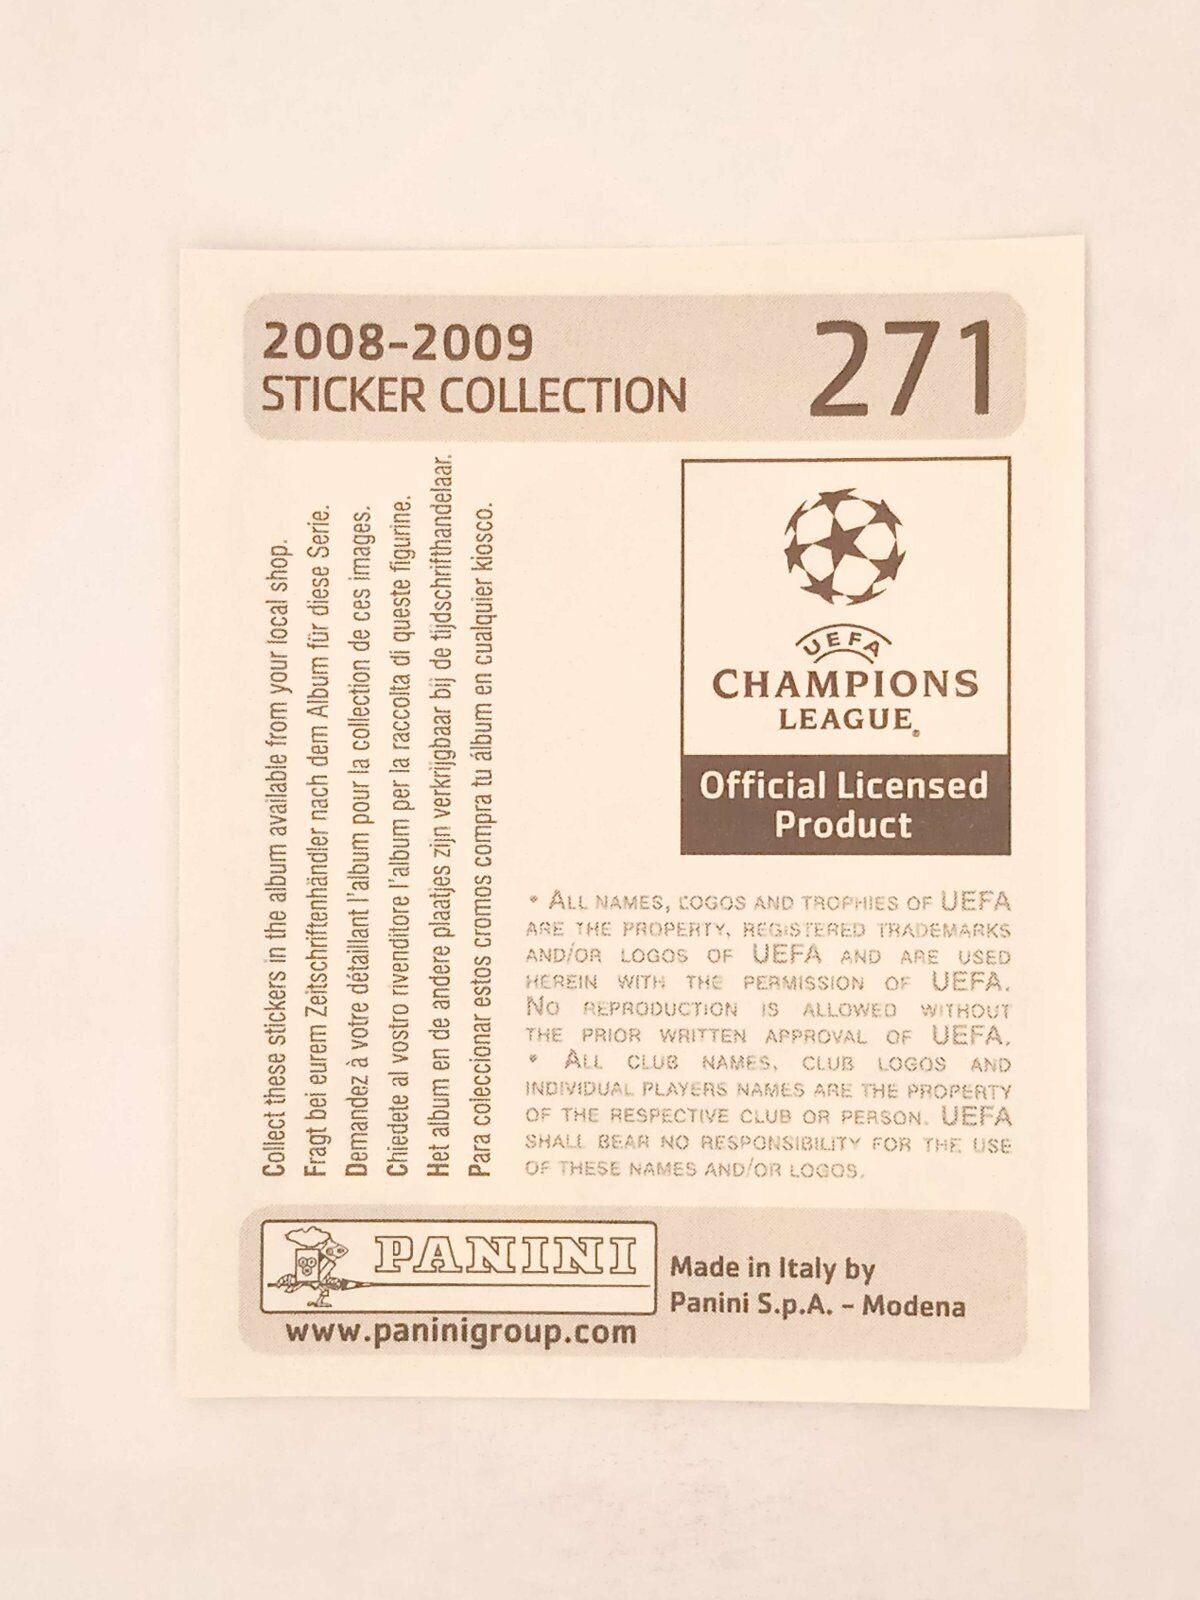 2008-2009
STICKER COLLECTION
271
Collect these stickers in the album available from your local shop.
Fragt bei eurem Zeitschriftenhändler nach dem Album für diese Serie.
Demandez à votre détaillant l'album pour la collection de ces images.
Chiedete al vostro rivenditore l'album per la raccolta di queste figurine.
Het album en de andere plaatjes zijn verkrijgbaar bij de tijdschrifthandelaar.
Para coleccionar estos cromos compra tu álbum en cualquier kiosco.
UEFA
CHAMPIONS
LEAGUE®
Official Licensed
Product
• ALL NAMES, LOGOS AND TROPHIES OF UEFA
ARE THE PROPERTY, REGISTERED TRADEMARKS
AND/OR LOGOS OF UEFA AND ARE USED
HEREIN WITH THE PERMISSION OF UEFA.
NO REPRODUCTION IS ALLOWED WITHOUT
THE PRIOR WRITTEN APPROVAL OF UEFA.
• ALL CLUB NAMES, CLUB LOGOS AND
INDIVIDUAL PLAYERS NAMES ARE THE PROPERTY
OF THE RESPECTIVE CLUB OR PERSON. UEFA
SHALL BEAR NO RESPONSIBILITY FOR THE USE
OF THESE NAMES AND/OR LOGOS.
PANINI
www.paninigroup.com
Made in Italy by
Panini S.p.A. - Modena